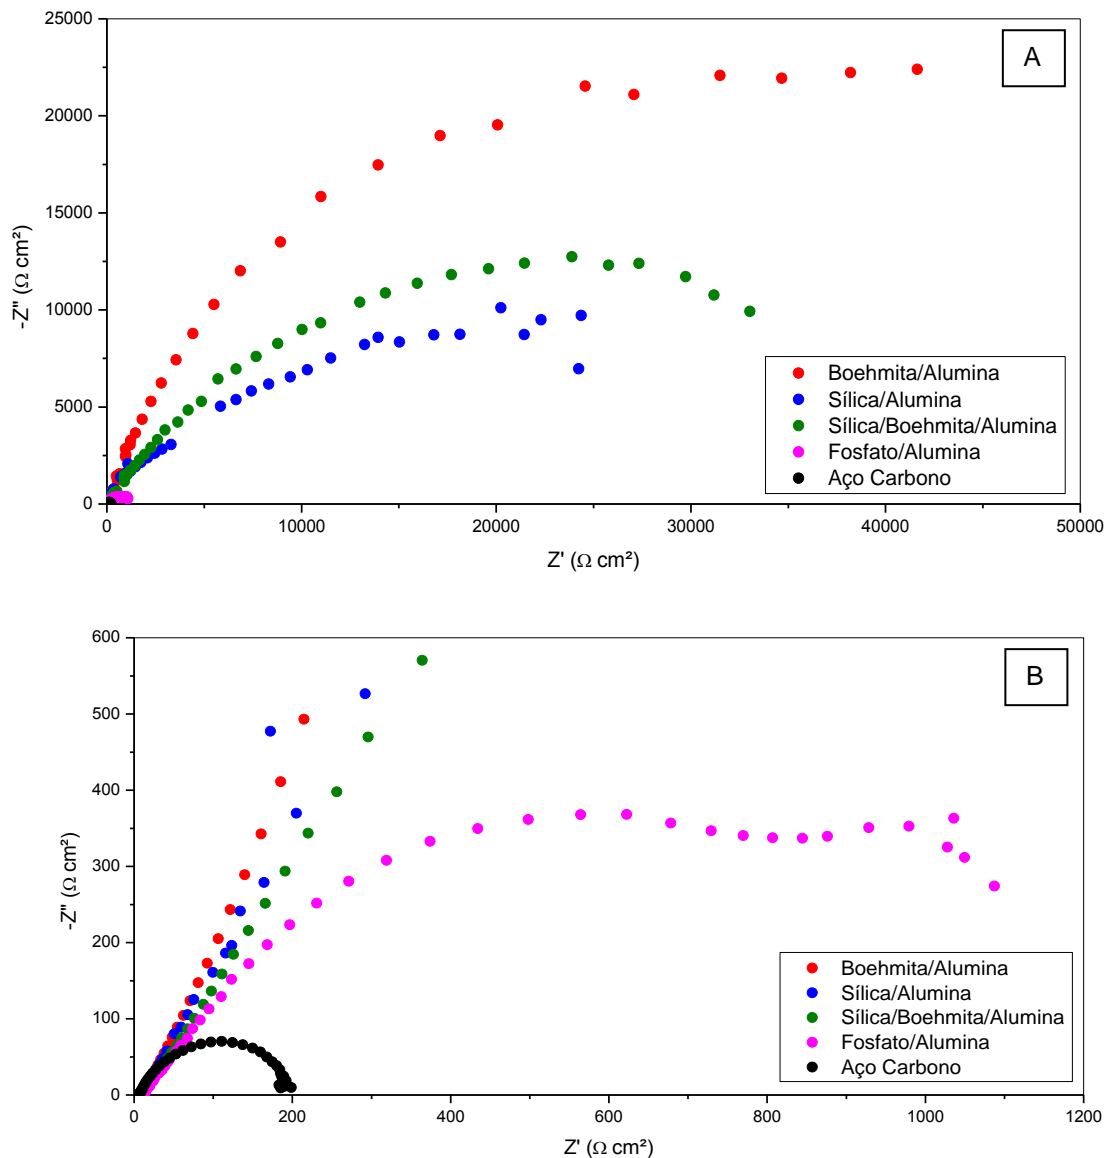 25000
A
20000
15000
-Z" (Ω cm²)
10000
5000
0
Boehmita/Alumina
Sílica/Alumina
Sílica/Boehmita/Alumina
Fosfato/Alumina
Aço Carbono
0 10000 20000 30000 40000 50000
Z' (Ω cm²)
600
B
500
400
300
-Z" (Ω cm²)
200
100
0
Boehmita/Alumina
Sílica/Alumina
Sílica/Boehmita/Alumina
Fosfato/Alumina
Aço Carbono
0 200 400 600 800 1000 1200
Z' (Ω cm²)